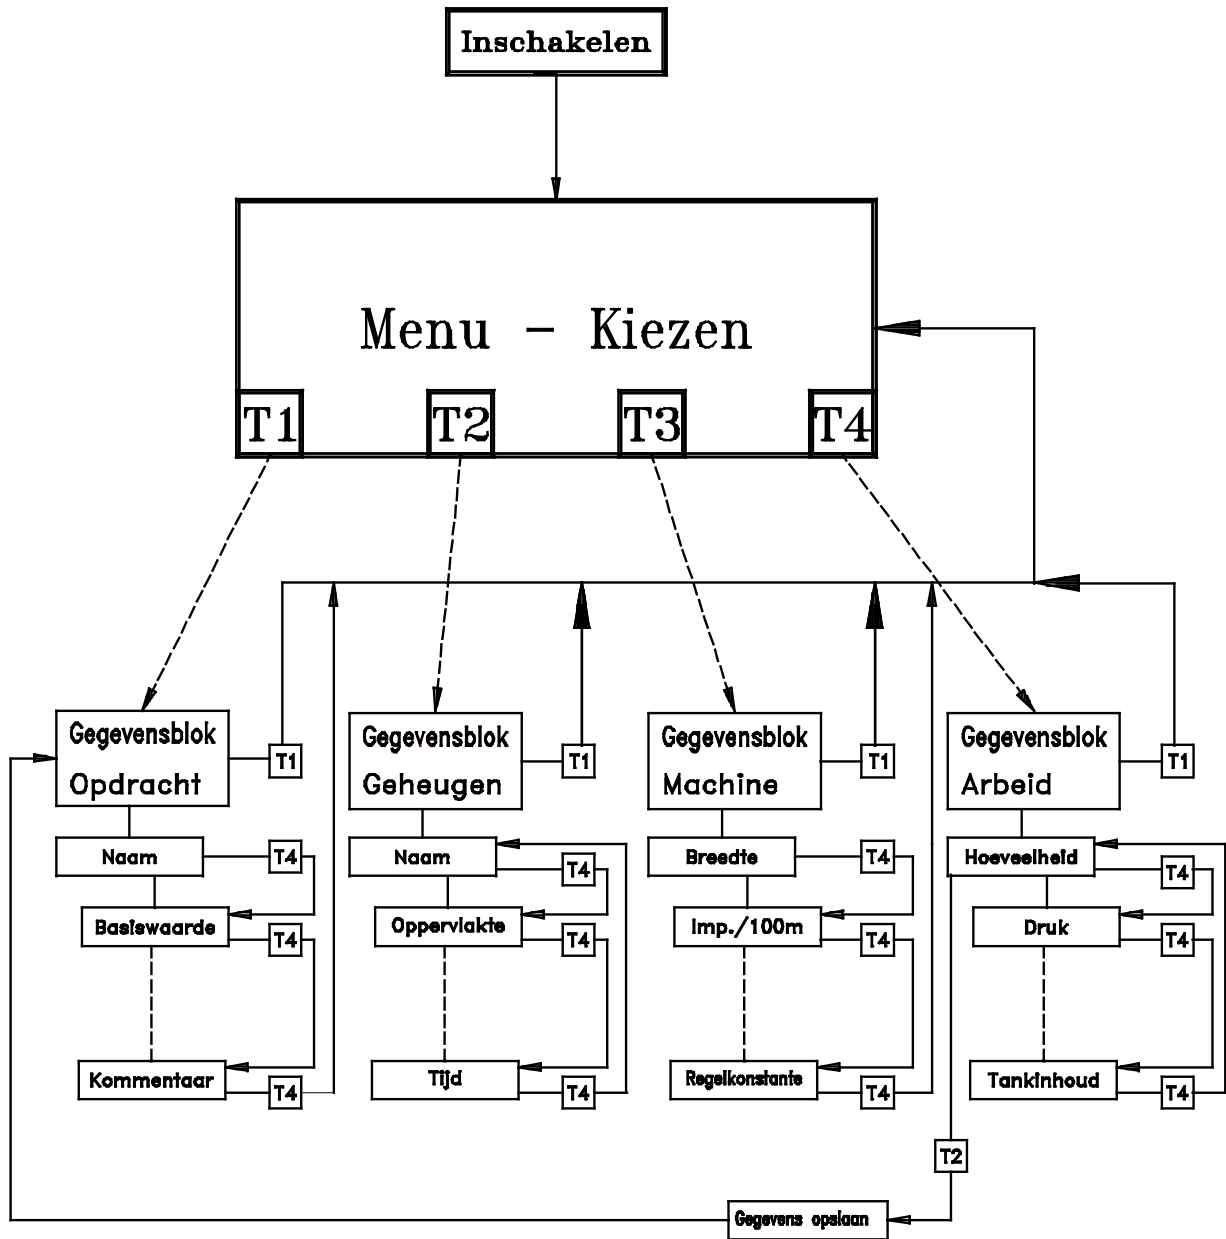 Inschakelen
Menu - Kiezen
T1 T2 T3 T4
Gegevensblok
Opdracht
T1
Gegevensblok
Geheugen
T1
Gegevensblok
Machine
T1
Gegevensblok
Arbeid
T1
Naam
T4
Basiswaarde
T4
Kommentaar
T4
Naam
T4
Oppervlakte
T4
Tijd
T4
Breedte
T4
Imp./100m
T4
Regelkonstante
T4
Hoeveelheid
T4
Druk
T4
Tankinhoud
T4
T2
Gegevens opslaan